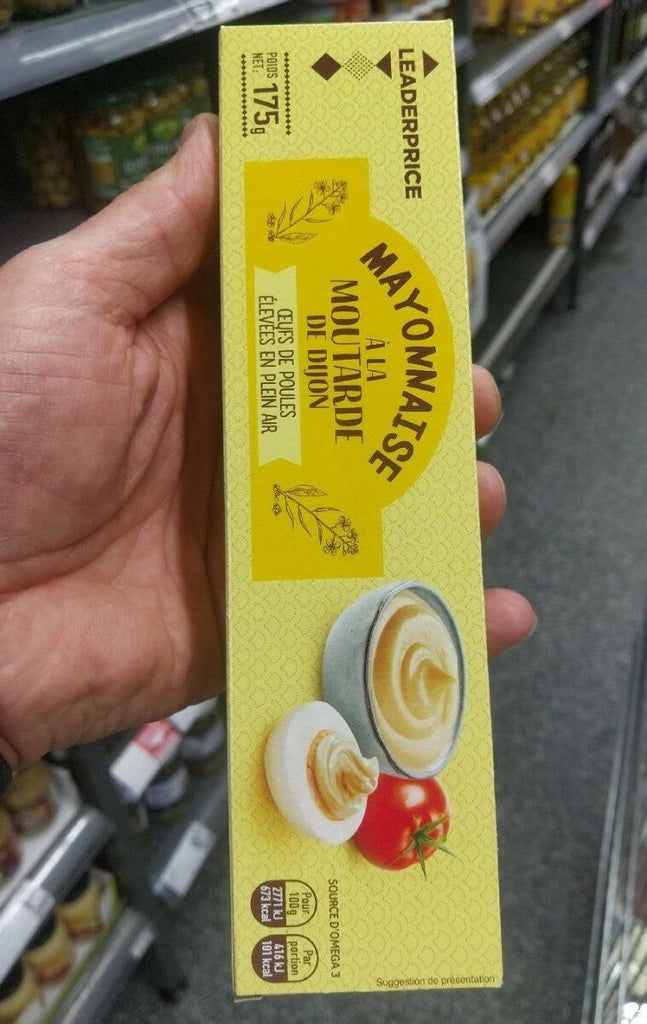 LEADERPRICE
POIDS
NET: 175g
MAYONNAISE
À LA
MOUTARDE
DE DIJON
ŒUFS DE POULES
ÉLEVÉES EN PLEIN AIR
SOURCE D'OMEGA 3
Pour
100g
2771 kJ
673 kcal
Par
portion
416 kJ
101 kcal
Suggestion de présentation